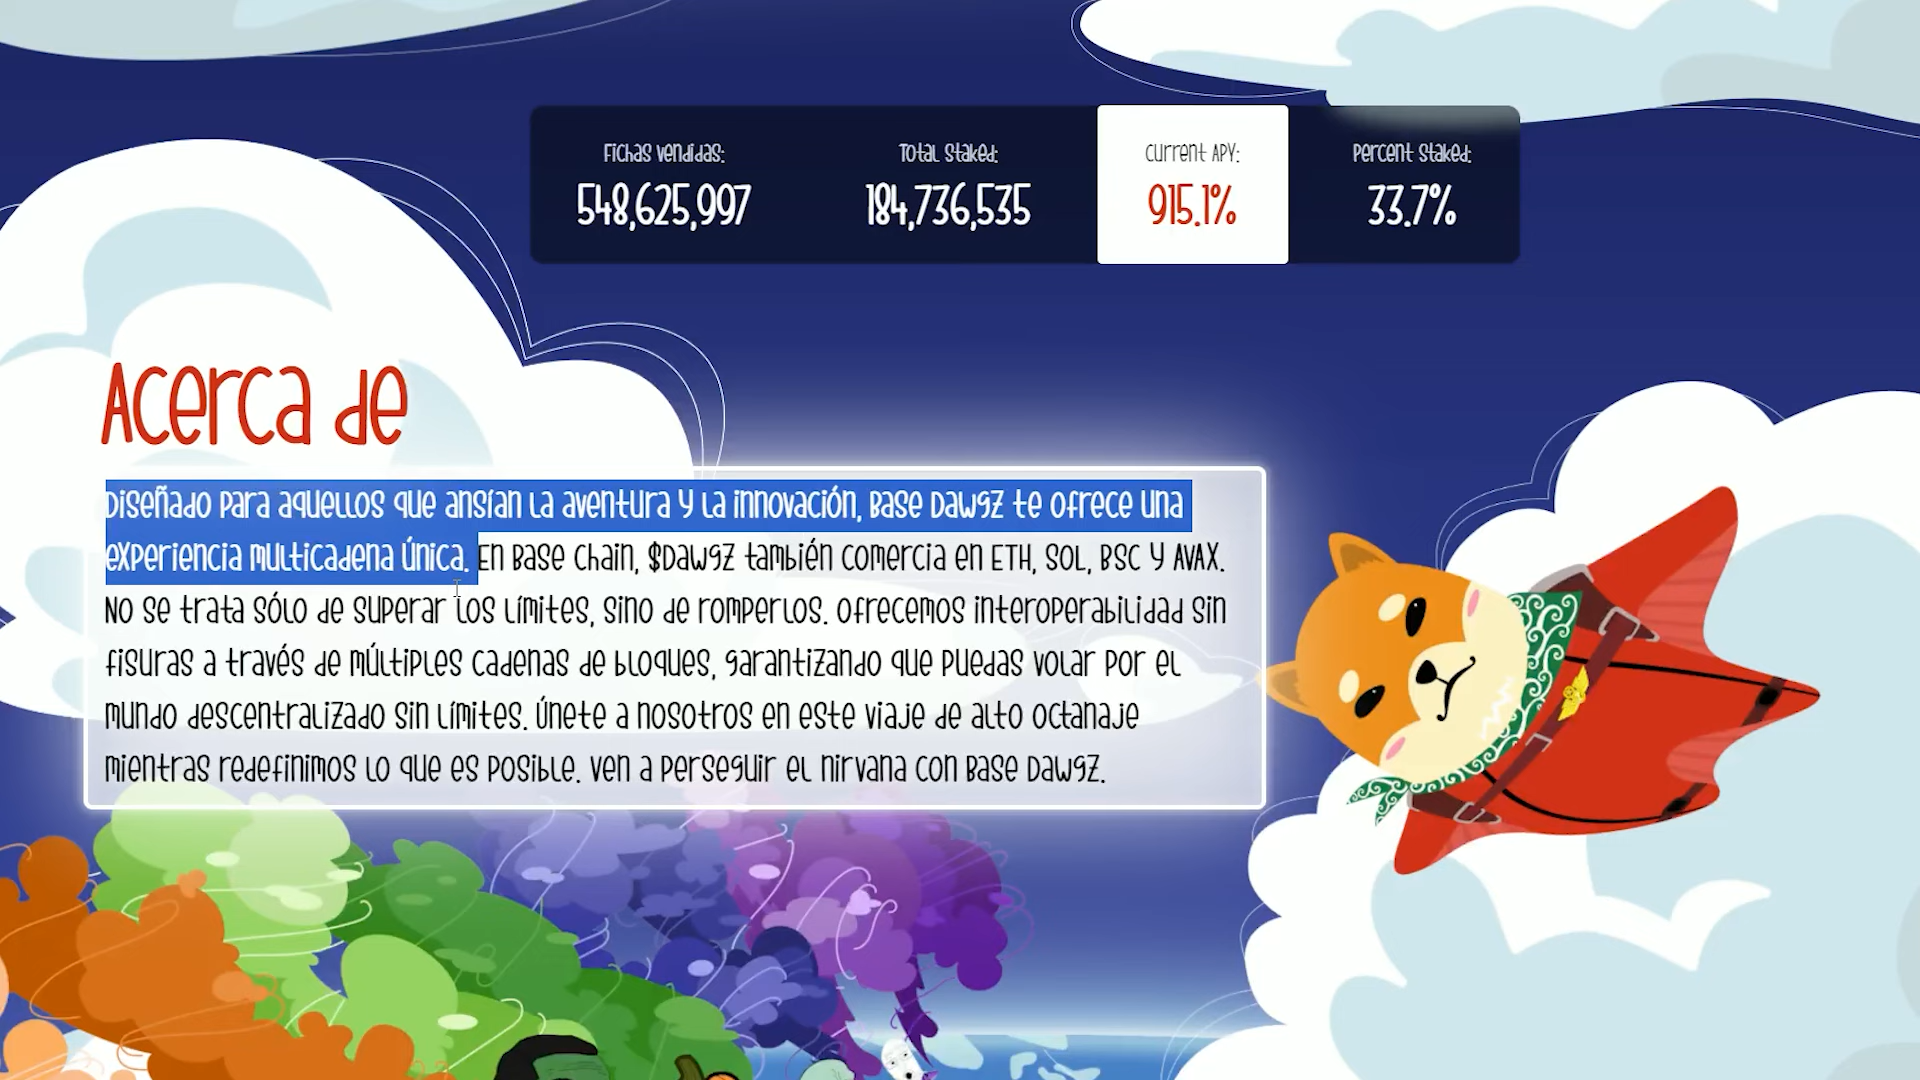 Fichas vendidas:
548,625,997
Total Staked:
184,736,535
Current APY:
915.1%
Percent Staked:
33.7%
Acerca de
Diseñado para aquellos que ansían la aventura y la innovación, Base Dawgz te ofrece una
experiencia multicadena única. En Base Chain, $Dawgz también comercia en ETH, SOL, BSC y AVAX.
No se trata sólo de superar los límites, sino de romperlos. Ofrecemos interoperabilidad sin
fisuras a través de múltiples cadenas de bloques, garantizando que puedas volar por el
mundo descentralizado sin límites. Únete a nosotros en este viaje de alto octanaje
mientras redefinimos lo que es posible. Ven a perseguir el nirvana con Base Dawgz.